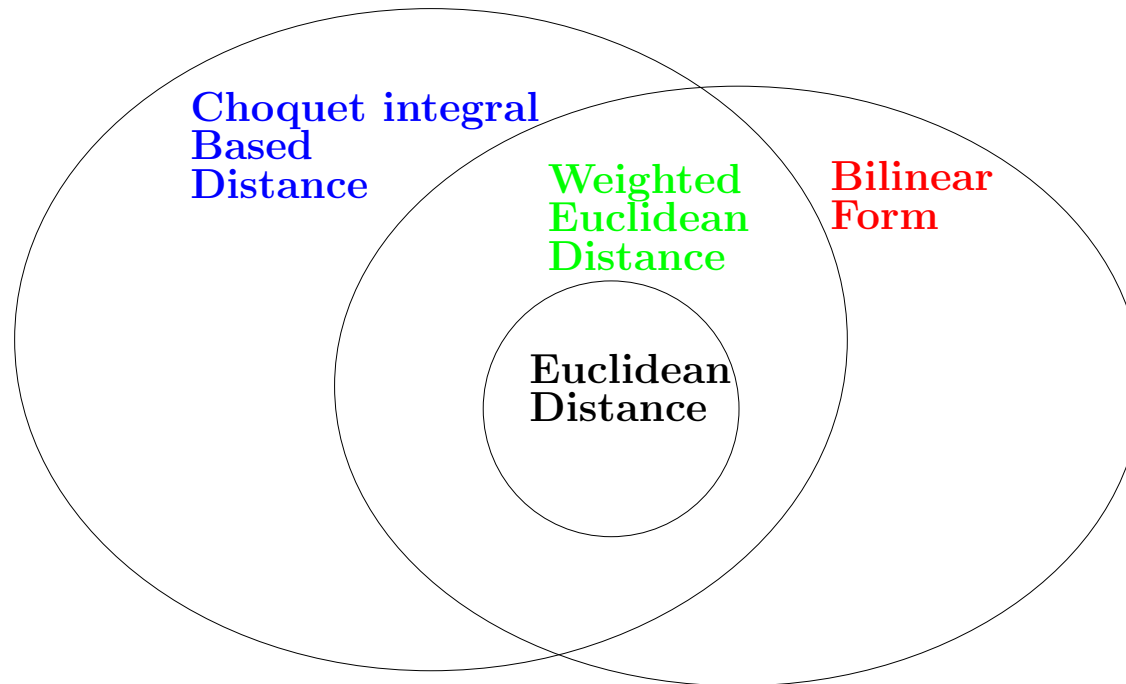 Choquet integral
Based
Distance
Weighted
Euclidean
Distance
Bilinear
Form
Euclidean
Distance